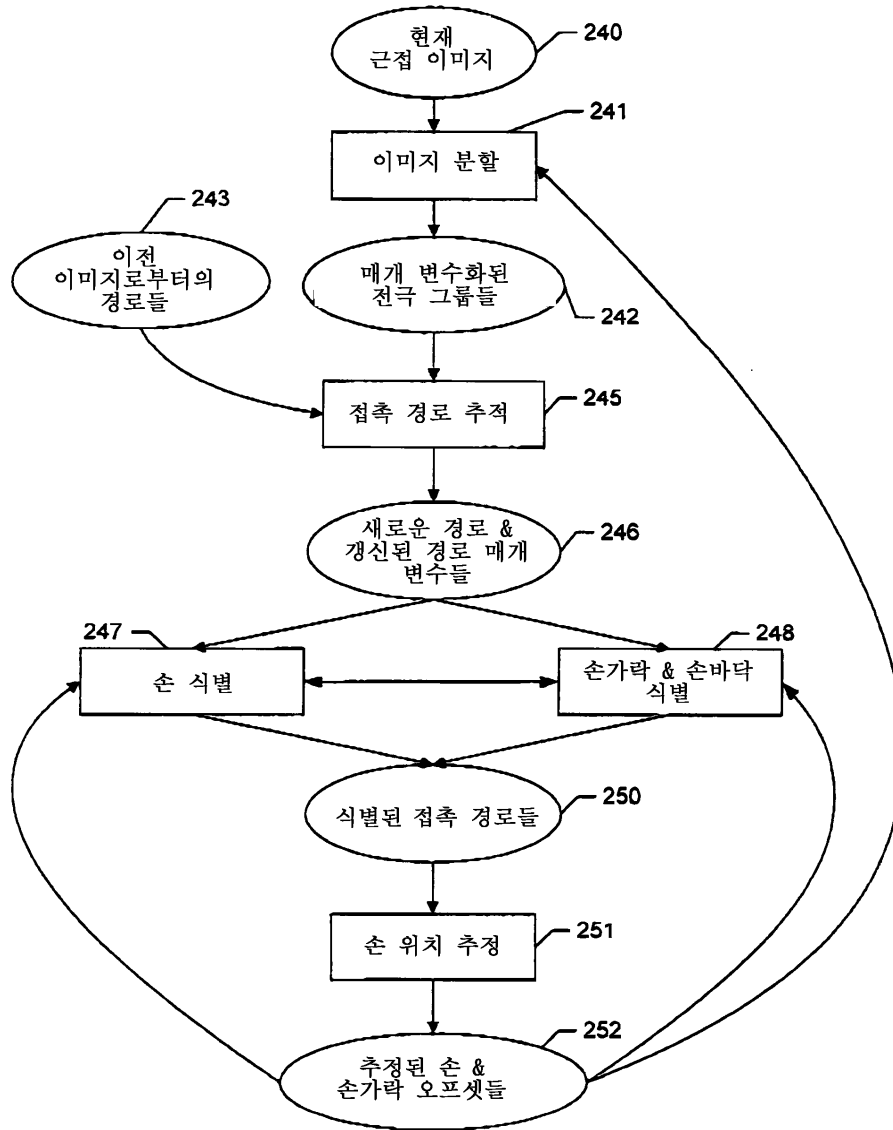 현재
근접 이미지
240
241
이미지 분할
243
이전
이미지로부터의
경로들
매개 변수화된
전극 그룹들
242
접촉 경로 추적
245
새로운 경로 &
갱신된 경로 매개
변수들
246
247
손 식별
248
손가락 & 손바닥
식별
식별된 접촉 경로들
250
손 위치 추정
251
252
추정된 손 &
손가락 오프셋들